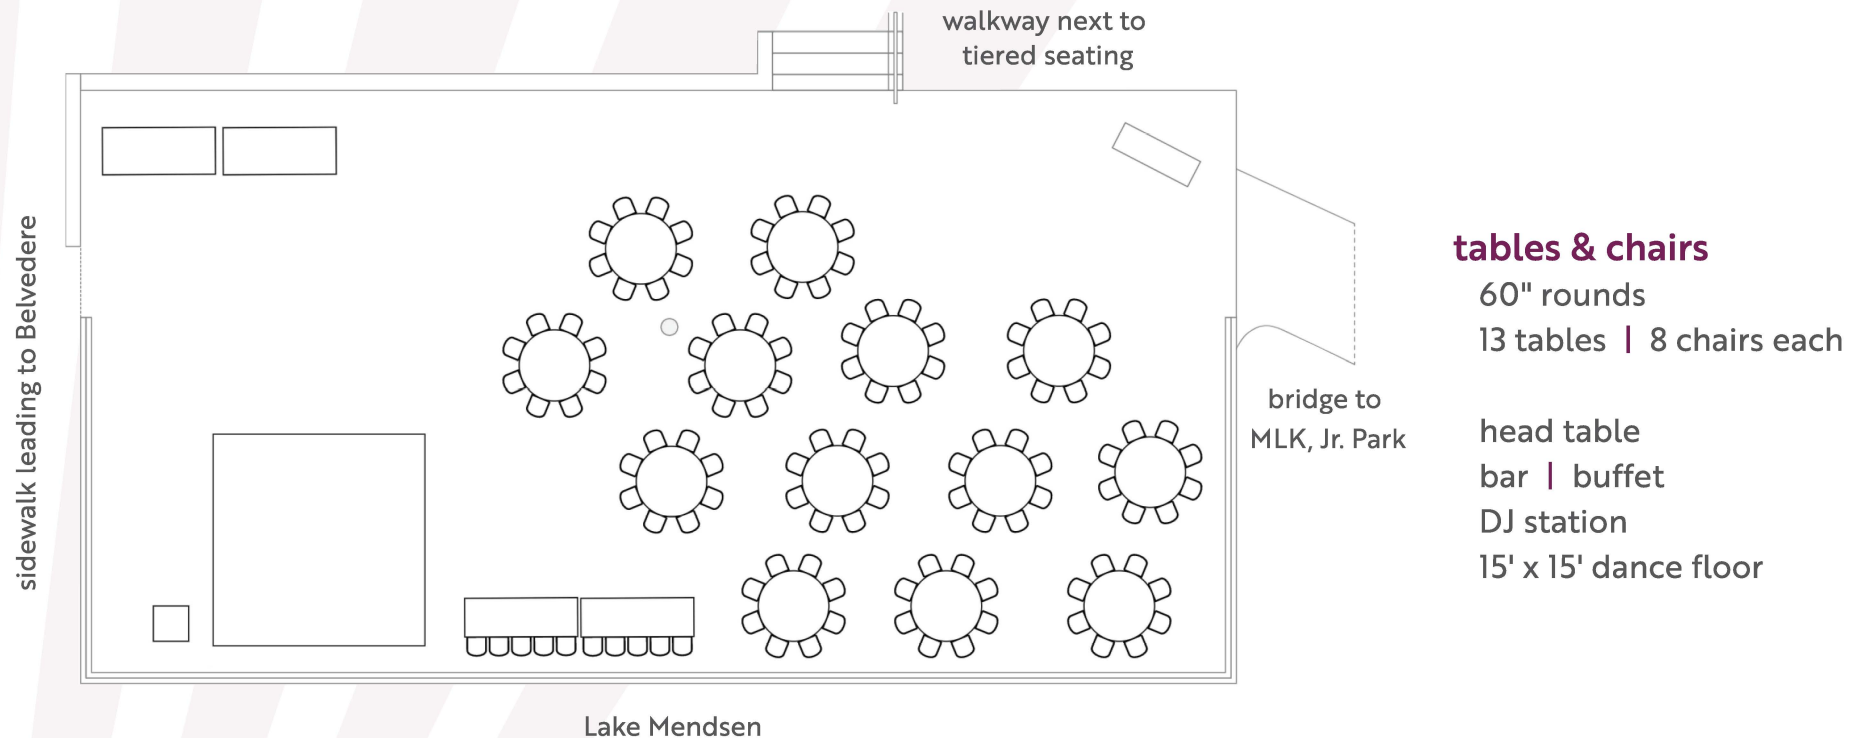 walkway next to
tiered seating
sidewalk leading to Belvedere
bridge to
MLK, Jr. Park
Lake Mendsen
tables & chairs
60" rounds
13 tables | 8 chairs each
head table
bar | buffet
DJ station
15' x 15' dance floor